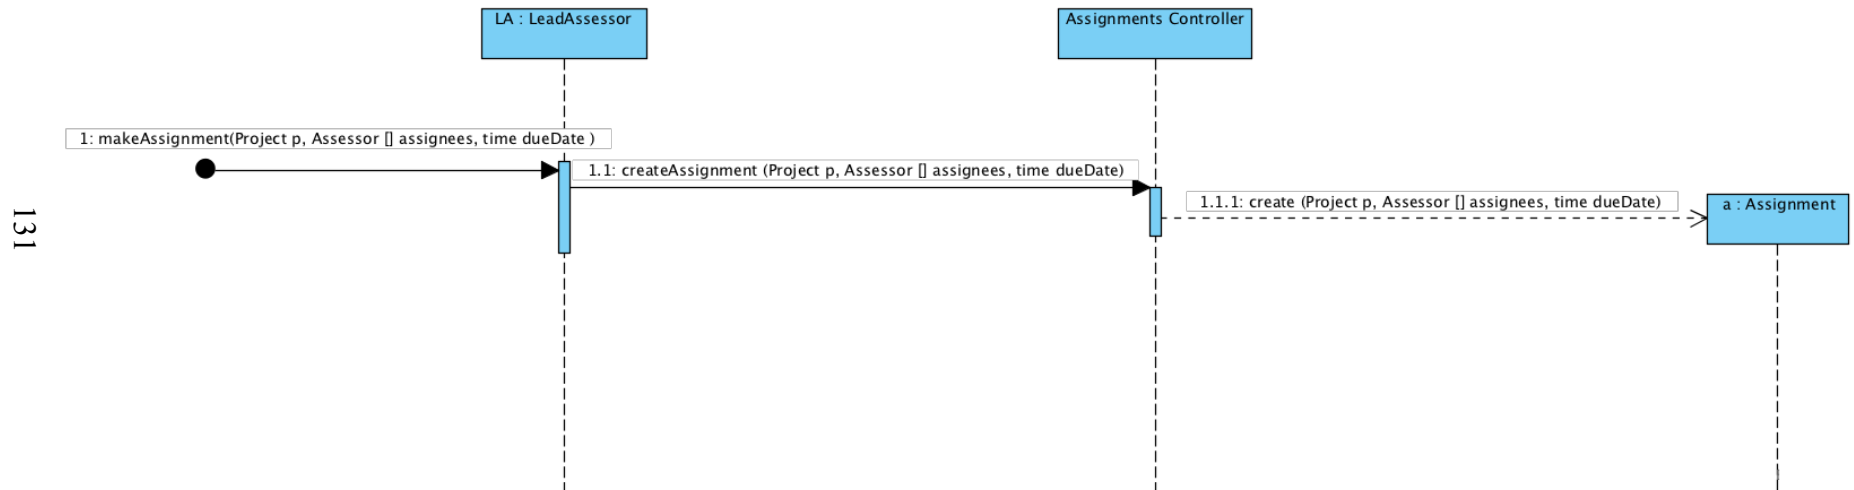 LA : LeadAssessor
Assignments Controller
1: makeAssignment(Project p, Assessor [] assignees, time dueDate )
1.1: createAssignment (Project p, Assessor [] assignees, time dueDate)
1.1.1: create (Project p, Assessor [] assignees, time dueDate)
a : Assignment
131